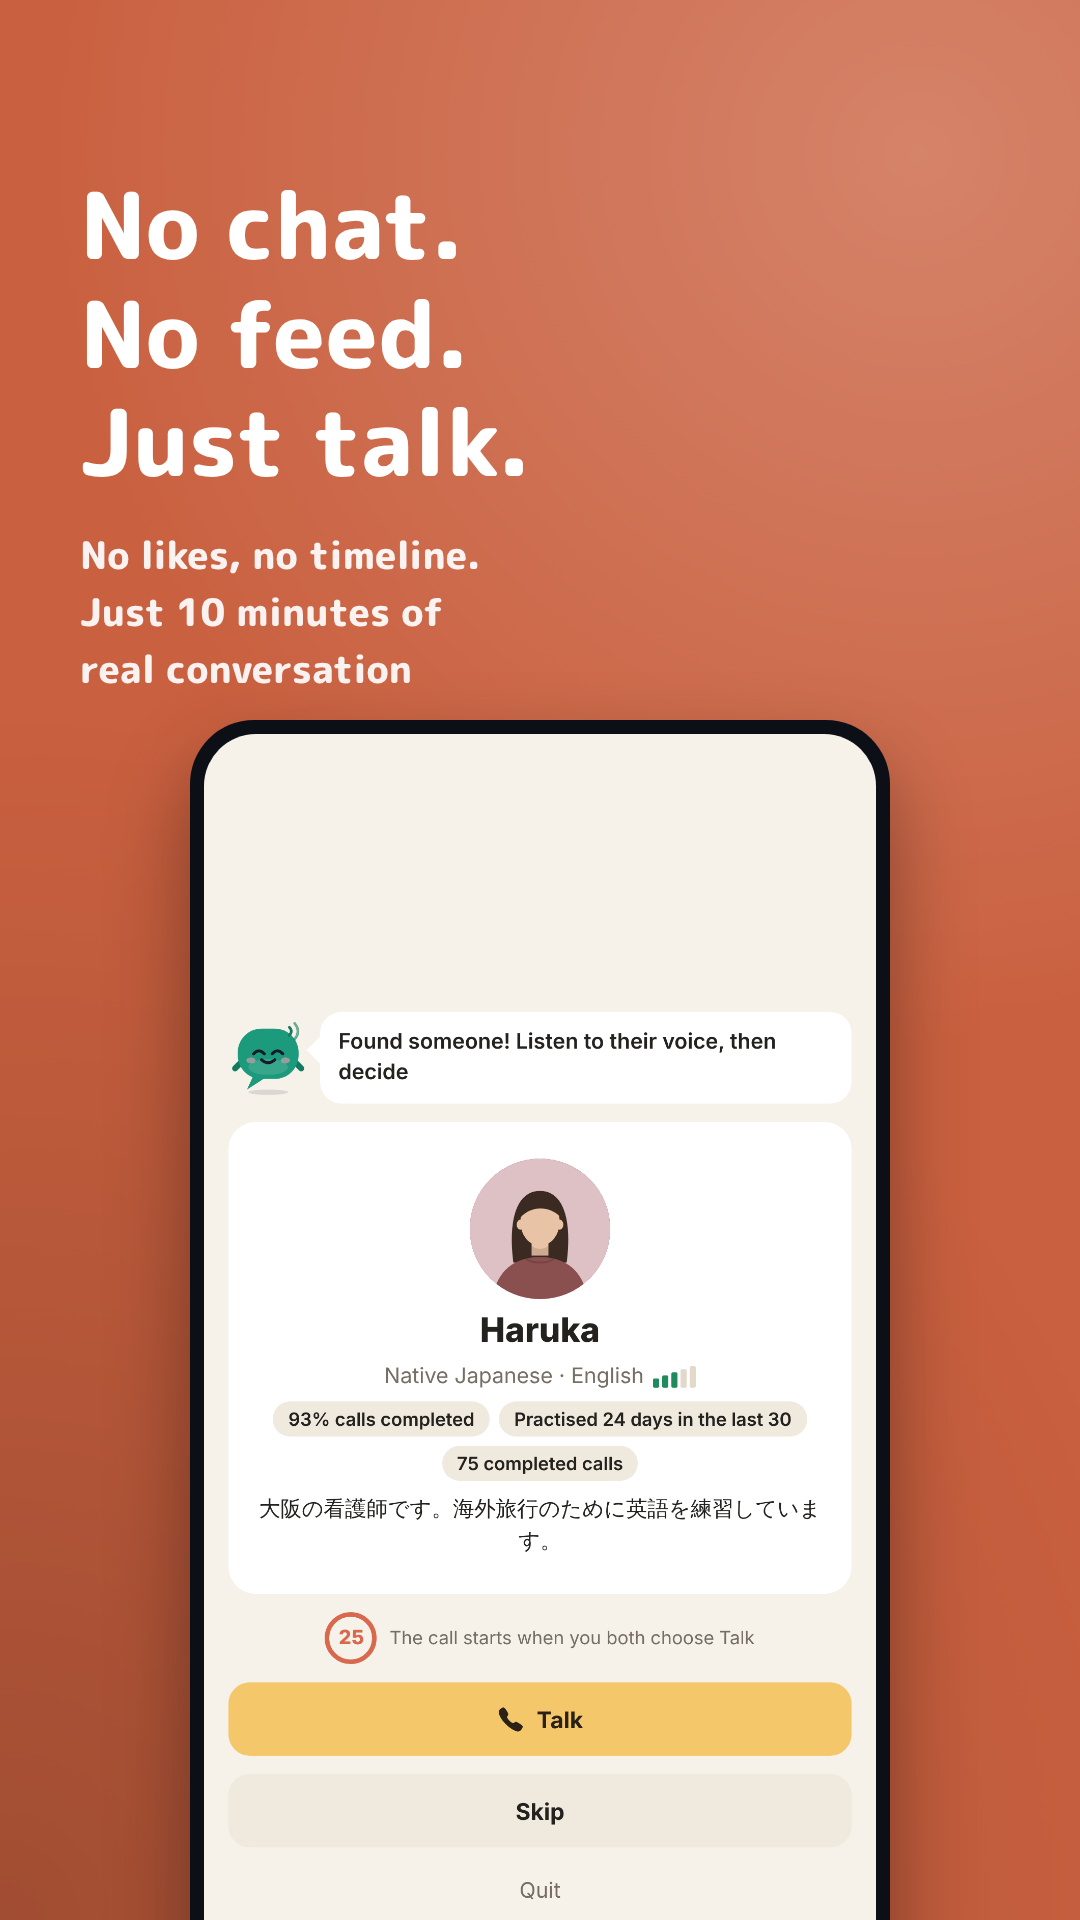 No chat.
No feed.
Just talk.
No likes, no timeline.
Just 10 minutes of
real conversation
Found someone! Listen to their voice, then
decide
Haruka
Native Japanese · English
93% calls completed
Practised 24 days in the last 30
75 completed calls
大阪の看護師です。海外旅行のために英語を練習していま
す。
25
The call starts when you both choose Talk
Talk
Skip
Quit